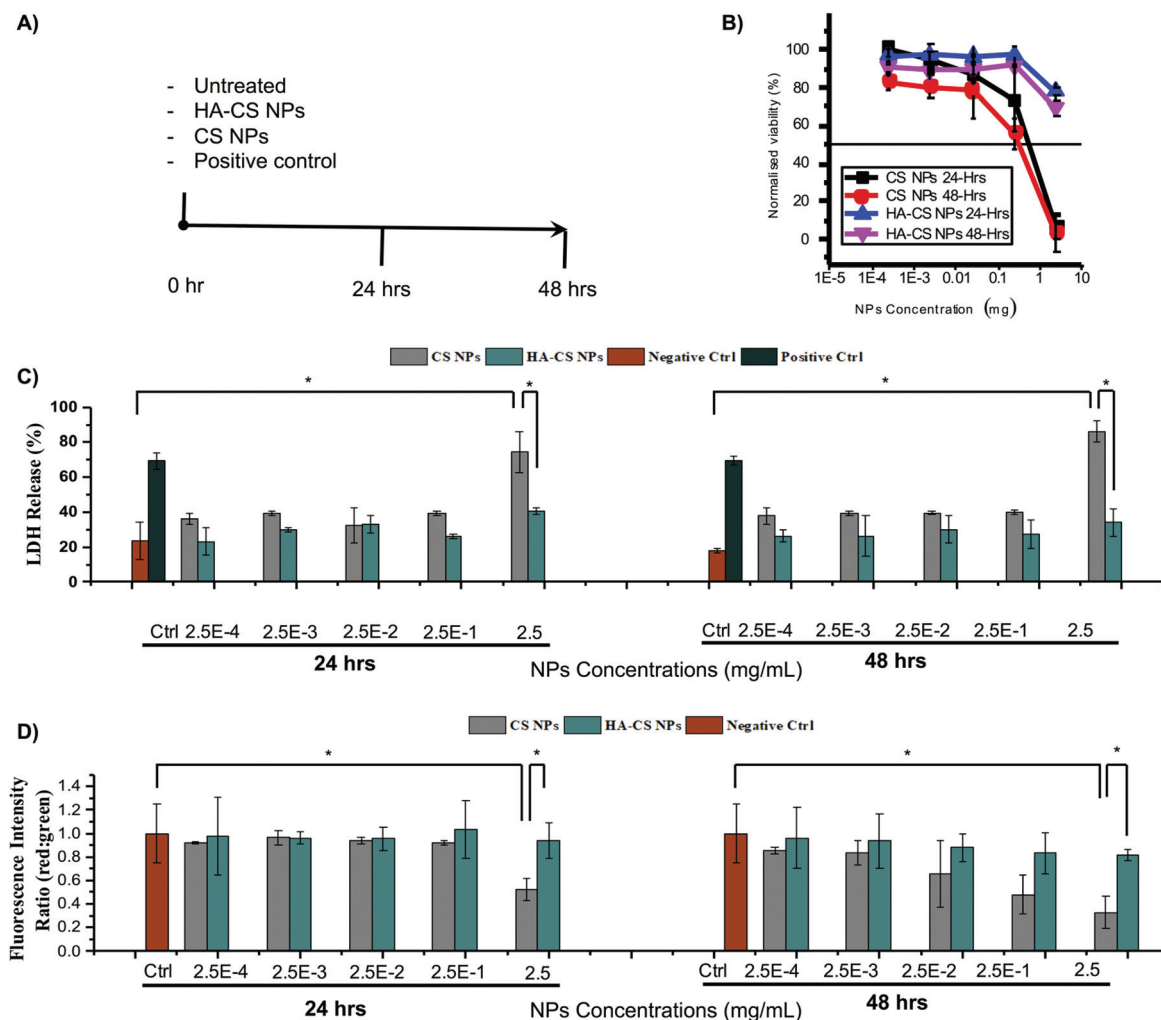 A)
- Untreated
- HA-CS NPs
- CS NPs
- Positive control
0 hr
24 hrs
48 hrs
B)
Normalised viability (%)
100
80
60
80
40
20
0
CS NPs 24-Hrs
CS NPs 48-Hrs
HA-CS NPs 24-Hrs
HA-CS NPs 48-Hrs
1E-5 1E-4 1E-3 0.01 0.1 1 10
NPs Concentration (mg)
C)
CS NPs HA-CS NPs Negative Ctrl Positive Ctrl
* * * *
LDH Release (%)
100
80
60
40
20
0
Ctrl 2.5E-4 2.5E-3 2.5E-2 2.5E-1 2.5 Ctrl 2.5E-4 2.5E-3 2.5E-2 2.5E-1 2.5
24 hrs NPs Concentrations (mg/mL) 48 hrs
D)
CS NPs HA-CS NPs Negative Ctrl
* * * *
Fluorescence Intensity
Ratio (red:green)
1.4
1.2
1.0
0.8
0.6
0.4
0.2
0.0
Ctrl 2.5E-4 2.5E-3 2.5E-2 2.5E-1 2.5 Ctrl 2.5E-4 2.5E-3 2.5E-2 2.5E-1 2.5
24 hrs NPs Concentrations (mg/mL) 48 hrs